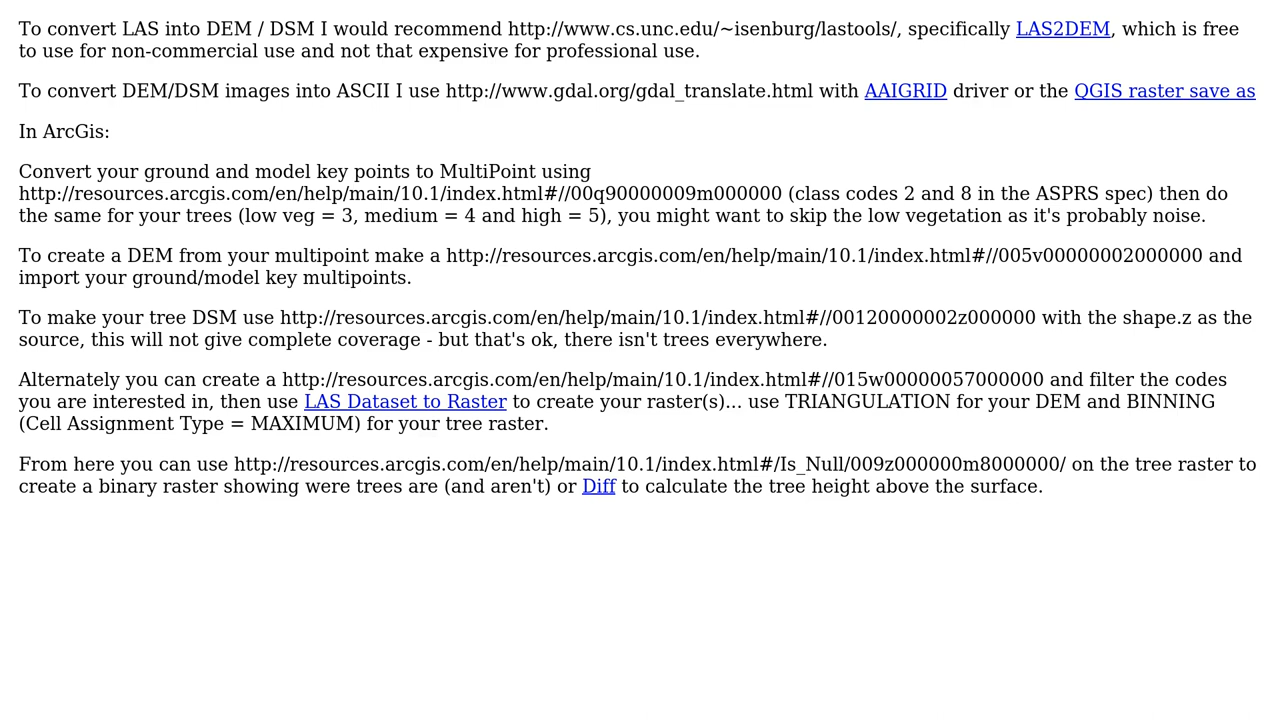 To convert LAS into DEM / DSM I would recommend http://www.cs.unc.edu/~isenburg/lastools/, specifically LAS2DEM, which is free
to use for non-commercial use and not that expensive for professional use.
To convert DEM/DSM images into ASCII I use http://www.gdal.org/gdal_translate.html with AAIGRID driver or the QGIS raster save as
In ArcGis:
Convert your ground and model key points to MultiPoint using
http://resources.arcgis.com/en/help/main/10.1/index.html#//00q90000009m000000 (class codes 2 and 8 in the ASPRS spec) then do
the same for your trees (low veg = 3, medium = 4 and high = 5), you might want to skip the low vegetation as it's probably noise.
To create a DEM from your multipoint make a http://resources.arcgis.com/en/help/main/10.1/index.html#//005v00000002000000 and
import your ground/model key multipoints.
To make your tree DSM use http://resources.arcgis.com/en/help/main/10.1/index.html#//00120000002z000000 with the shape.z as the
source, this will not give complete coverage - but that's ok, there isn't trees everywhere.
Alternately you can create a http://resources.arcgis.com/en/help/main/10.1/index.html#//015w00000057000000 and filter the codes
you are interested in, then use LAS Dataset to Raster to create your raster(s)... use TRIANGULATION for your DEM and BINNING
(Cell Assignment Type = MAXIMUM) for your tree raster.
From here you can use http://resources.arcgis.com/en/help/main/10.1/index.html#/Is_Null/009z000000m8000000/ on the tree raster to
create a binary raster showing were trees are (and aren't) or Diff to calculate the tree height above the surface.